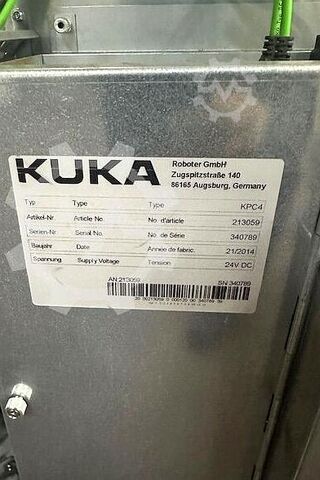 KUKA
Roboter GmbH
Zugspitzstraße 140
86165 Augsburg, Germany
Typ Type Type KPC4
Artikel-Nr. Article No. No. d'article 213059
Serien-Nr. Serial No. No. de Série 340789
Baujahr Date Année de fabric. 21/2014
Spannung Supply Voltage Tension 24V DC
AN 213059 SN 340789